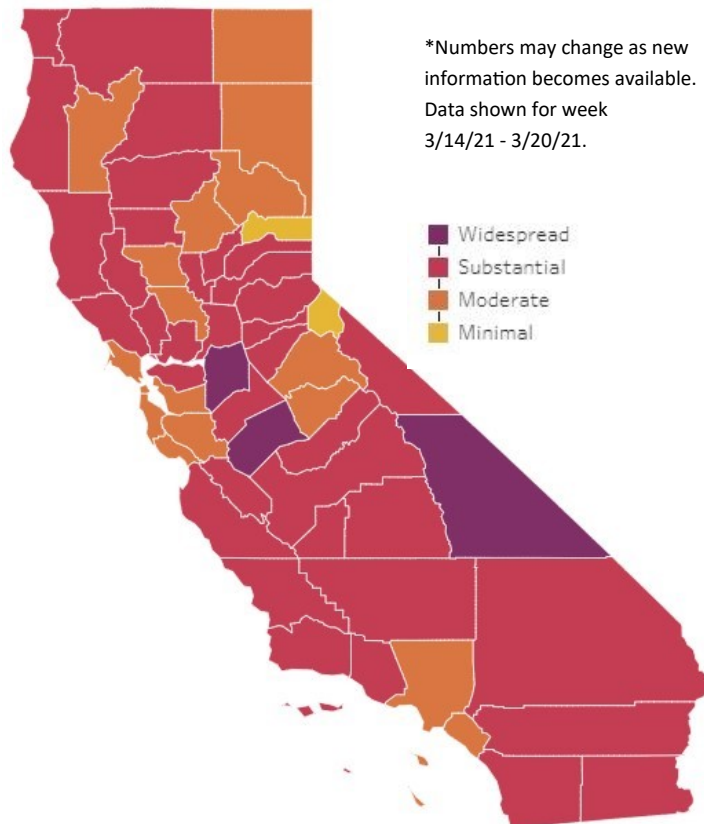 *Numbers may change as new
information becomes available.
Data shown for week
3/14/21 - 3/20/21.
Widespread
Substantial
Moderate
Minimal